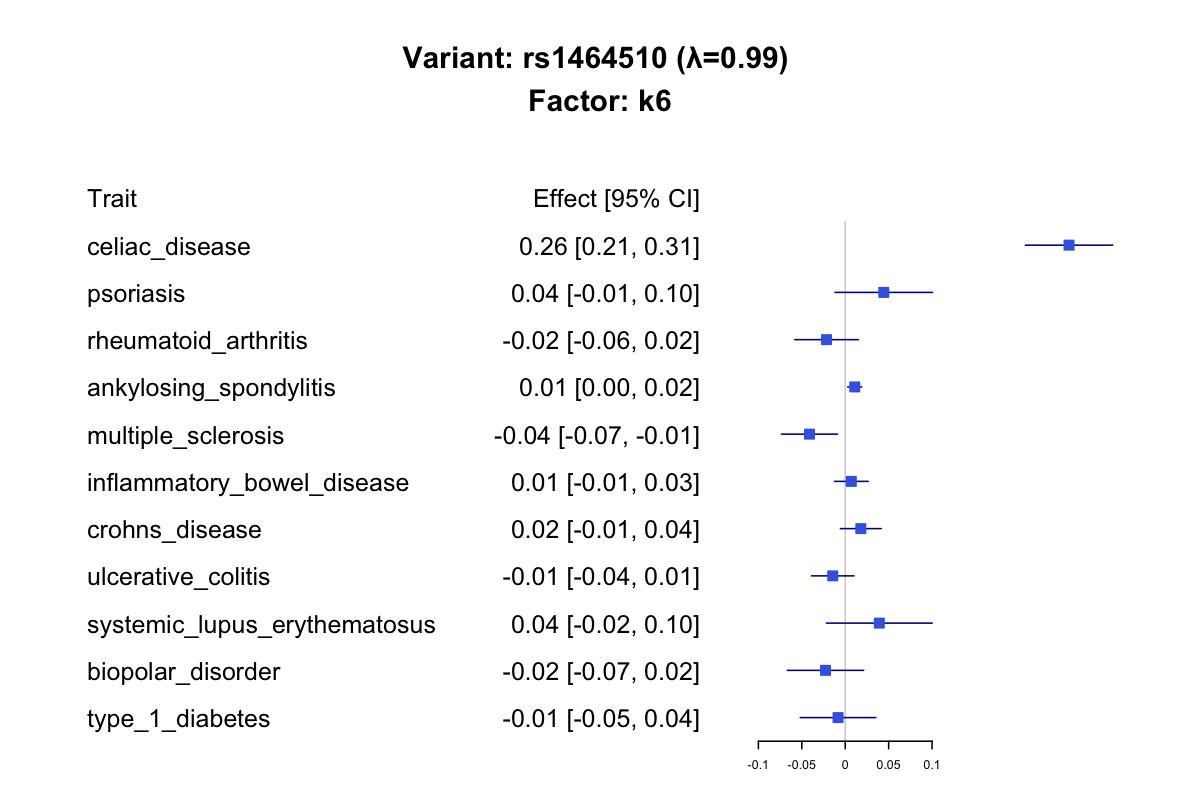 Variant: rs1464510 (λ=0.99)
Factor: k6
Trait Effect [95% CI]
celiac_disease 0.26 [0.21, 0.31]
psoriasis 0.04 [-0.01, 0.10]
rheumatoid_arthritis -0.02 [-0.06, 0.02]
ankylosing_spondylitis 0.01 [0.00, 0.02]
multiple_sclerosis -0.04 [-0.07, -0.01]
inflammatory_bowel_disease 0.01 [-0.01, 0.03]
crohns_disease 0.02 [-0.01, 0.04]
ulcerative_colitis -0.01 [-0.04, 0.01]
systemic_lupus_erythematosus 0.04 [-0.02, 0.10]
biopolar_disorder -0.02 [-0.07, 0.02]
type_1_diabetes -0.01 [-0.05, 0.04]
-0.1 -0.05 0 0.05 0.1